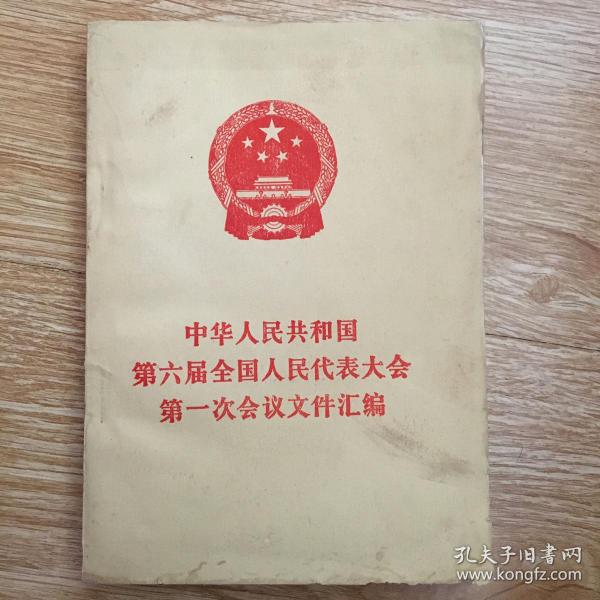 中华人民共和国
第六届全国人民代表大会
第一次会议文件汇编
孔夫子旧书网
www.kongfz.com